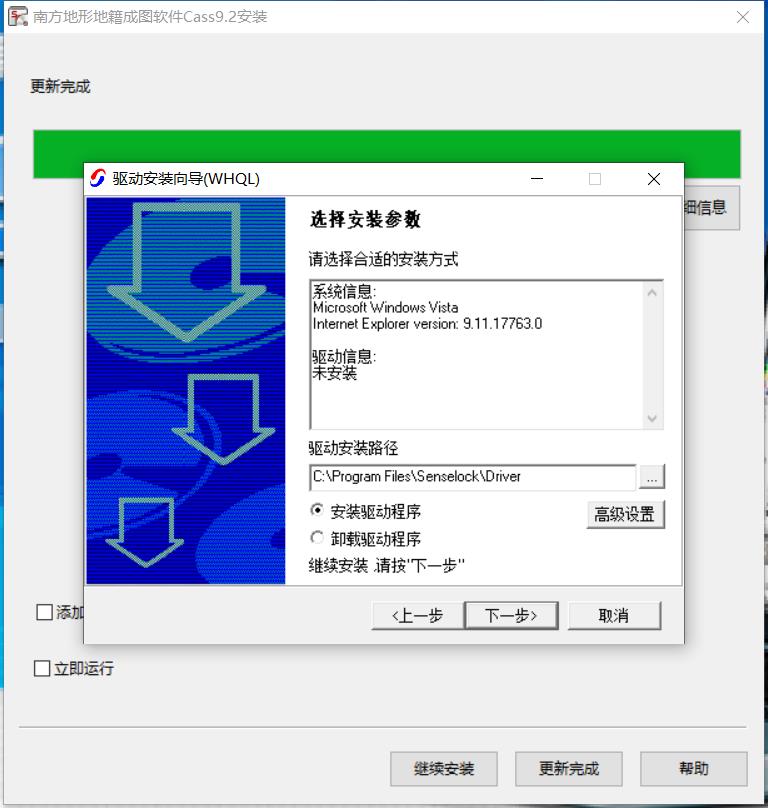 南方地形地籍成图软件Cass9.2安装
更新完成
细信息
驱动安装向导(WHQL)
选择安装参数
请选择合适的安装方式
系统信息:
Microsoft Windows Vista
Internet Explorer version: 9.11.17763.0
驱动信息:
未安装
驱动安装路径
C:\Program Files\Senselock\Driver
...
安装驱动程序
高级设置
卸载驱动程序
继续安装 ,请按"下一步"
<上一步
下一步>
取消
添加
立即运行
继续安装
更新完成
帮助